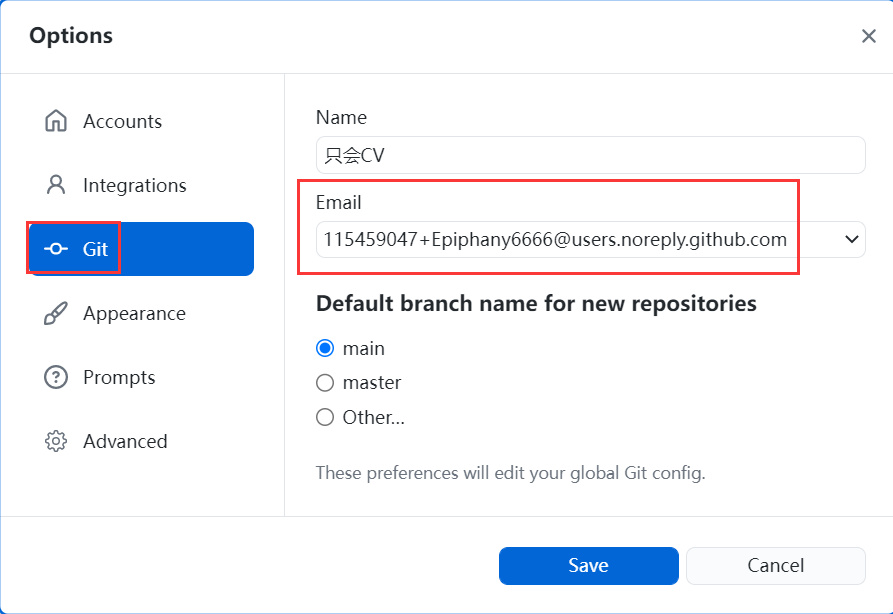 Options
Accounts
Integrations
Git
Appearance
Prompts
Advanced
Name
只会CV
Email
115459047+Epiphany6666@users.noreply.github.com
Default branch name for new repositories
main
master
Other...
These preferences will edit your global Git config.
Save
Cancel